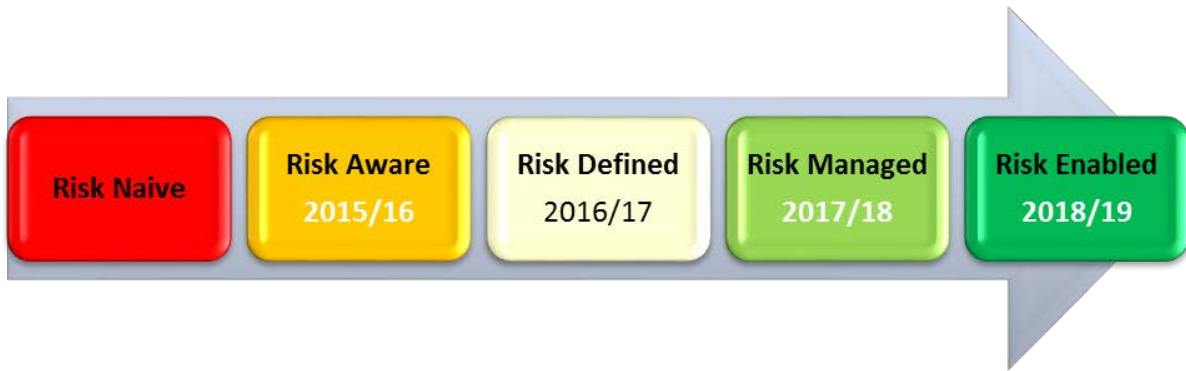 Risk Naive
Risk Aware
2015/16
Risk Defined
2016/17
Risk Managed
2017/18
Risk Enabled
2018/19